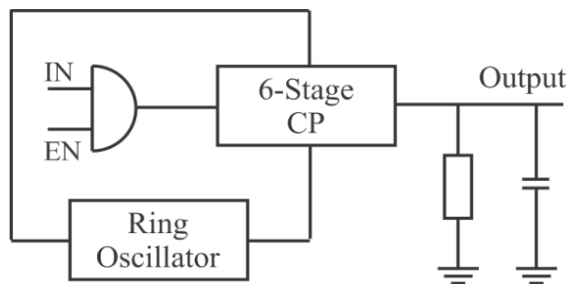 IN
EN
6-Stage
CP
Output
Ring
Oscillator